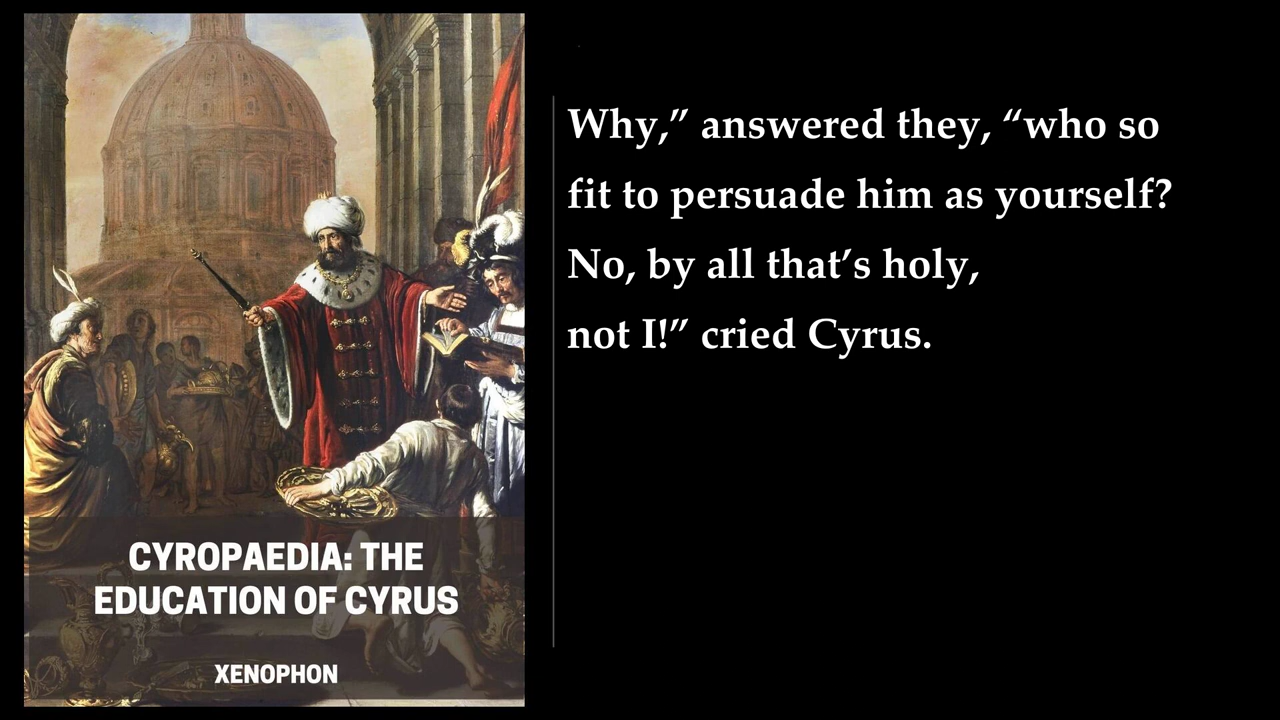 Why,” answered they, “who so
fit to persuade him as yourself?
No, by all that’s holy,
not I!” cried Cyrus.
CYROPAEDIA: THE
EDUCATION OF CYRUS
XENOPHON